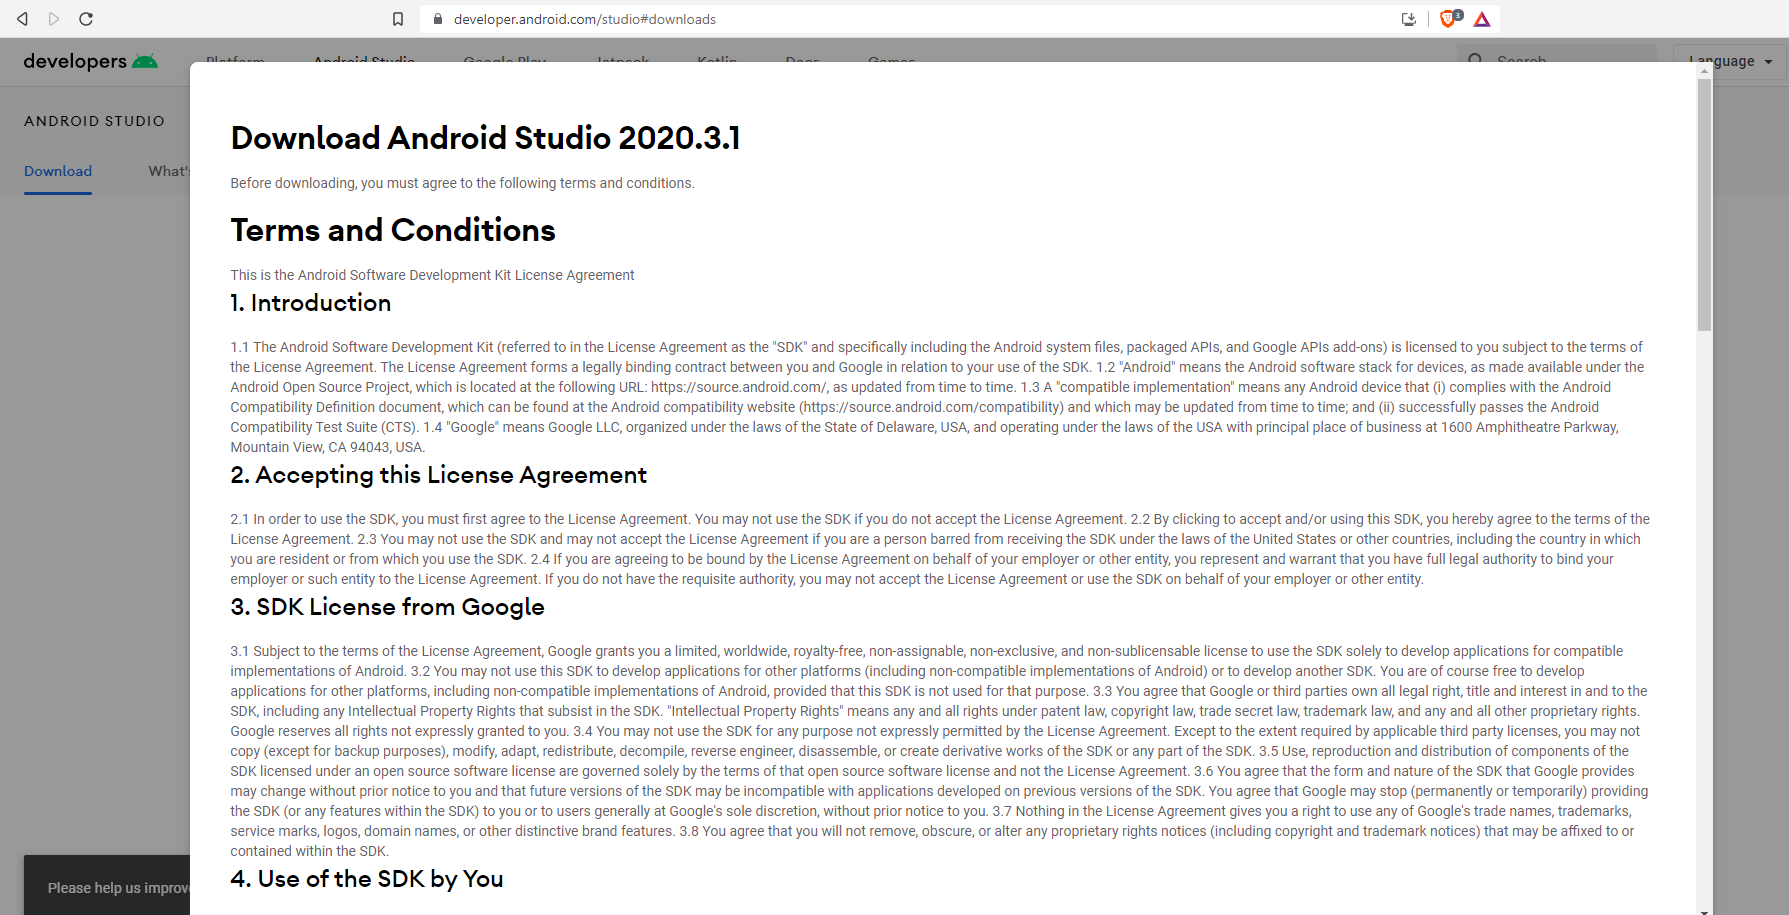 developer.android.com/studio#downloads
3
developers
Platform Android Studio Google Play Jetpack Kotlin Docs Games Search Language
ANDROID STUDIO
Download What's
Download Android Studio 2020.3.1
Before downloading, you must agree to the following terms and conditions.
Terms and Conditions
This is the Android Software Development Kit License Agreement
1. Introduction
1.1 The Android Software Development Kit (referred to in the License Agreement as the "SDK" and specifically including the Android system files, packaged APIs, and Google APIs add-ons) is licensed to you subject to the terms of
the License Agreement. The License Agreement forms a legally binding contract between you and Google in relation to your use of the SDK. 1.2 "Android" means the Android software stack for devices, as made available under the
Android Open Source Project, which is located at the following URL: https://source.android.com/, as updated from time to time. 1.3 A "compatible implementation" means any Android device that (i) complies with the Android
Compatibility Definition document, which can be found at the Android compatibility website (https://source.android.com/compatibility) and which may be updated from time to time; and (ii) successfully passes the Android
Compatibility Test Suite (CTS). 1.4 "Google" means Google LLC, organized under the laws of the State of Delaware, USA, and operating under the laws of the USA with principal place of business at 1600 Amphitheatre Parkway,
Mountain View, CA 94043, USA.
2. Accepting this License Agreement
2.1 In order to use the SDK, you must first agree to the License Agreement. You may not use the SDK if you do not accept the License Agreement. 2.2 By clicking to accept and/or using this SDK, you hereby agree to the terms of the
License Agreement. 2.3 You may not use the SDK and may not accept the License Agreement if you are a person barred from receiving the SDK under the laws of the United States or other countries, including the country in which
you are resident or from which you use the SDK. 2.4 If you are agreeing to be bound by the License Agreement on behalf of your employer or other entity, you represent and warrant that you have full legal authority to bind your
employer or such entity to the License Agreement. If you do not have the requisite authority, you may not accept the License Agreement or use the SDK on behalf of your employer or other entity.
3. SDK License from Google
3.1 Subject to the terms of the License Agreement, Google grants you a limited, worldwide, royalty-free, non-assignable, non-exclusive, and non-sublicensable license to use the SDK solely to develop applications for compatible
implementations of Android. 3.2 You may not use this SDK to develop applications for other platforms (including non-compatible implementations of Android) or to develop another SDK. You are of course free to develop
applications for other platforms, including non-compatible implementations of Android, provided that this SDK is not used for that purpose. 3.3 You agree that Google or third parties own all legal right, title and interest in and to the
SDK, including any Intellectual Property Rights that subsist in the SDK. "Intellectual Property Rights" means any and all rights under patent law, copyright law, trade secret law, trademark law, and any and all other proprietary rights.
Google reserves all rights not expressly granted to you. 3.4 You may not use the SDK for any purpose not expressly permitted by the License Agreement. Except to the extent required by applicable third party licenses, you may not
copy (except for backup purposes), modify, adapt, redistribute, decompile, reverse engineer, disassemble, or create derivative works of the SDK or any part of the SDK. 3.5 Use, reproduction and distribution of components of the
SDK licensed under an open source software license are governed solely by the terms of that open source software license and not the License Agreement. 3.6 You agree that the form and nature of the SDK that Google provides
may change without prior notice to you and that future versions of the SDK may be incompatible with applications developed on previous versions of the SDK. You agree that Google may stop (permanently or temporarily) providing
the SDK (or any features within the SDK) to you or to users generally at Google's sole discretion, without prior notice to you. 3.7 Nothing in the License Agreement gives you a right to use any of Google's trade names, trademarks,
service marks, logos, domain names, or other distinctive brand features. 3.8 You agree that you will not remove, obscure, or alter any proprietary rights notices (including copyright and trademark notices) that may be affixed to or
contained within the SDK.
4. Use of the SDK by You
Please help us improv